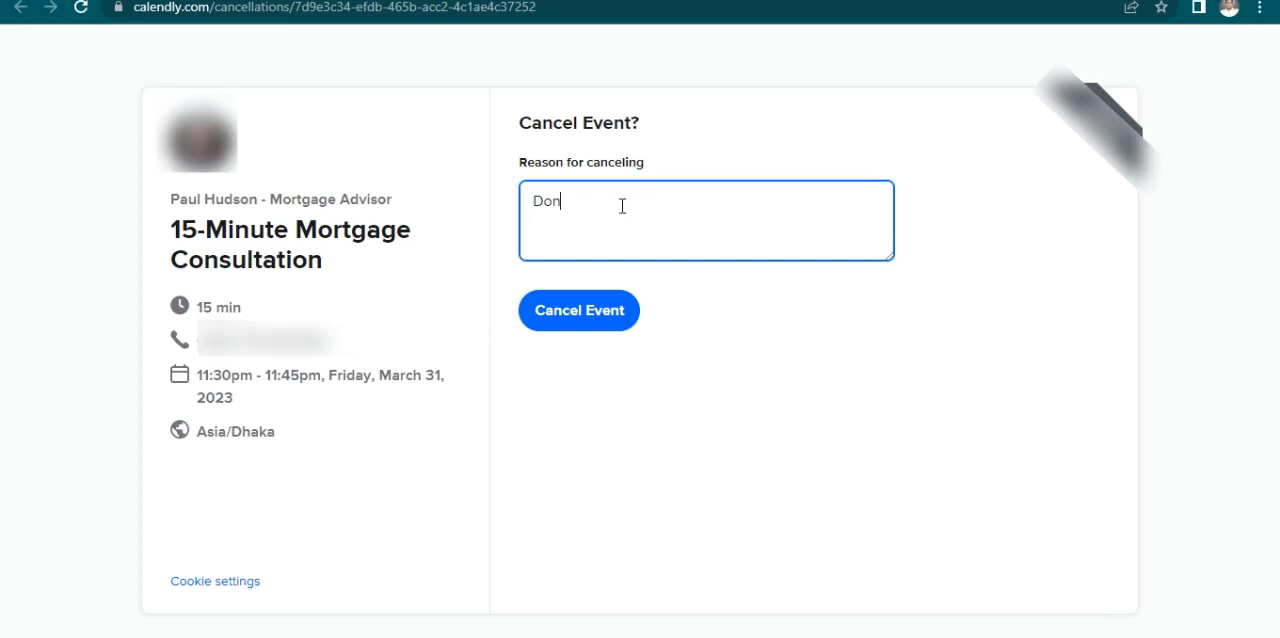 calendly.com/cancellations/7d9e3c34-efdb-465b-acc2-4c1ae4c37252
Paul Hudson - Mortgage Advisor
15-Minute Mortgage
Consultation
15 min
11:30pm - 11:45pm, Friday, March 31,
2023
Asia/Dhaka
Cookie settings
Cancel Event?
Reason for canceling
Don
Cancel Event